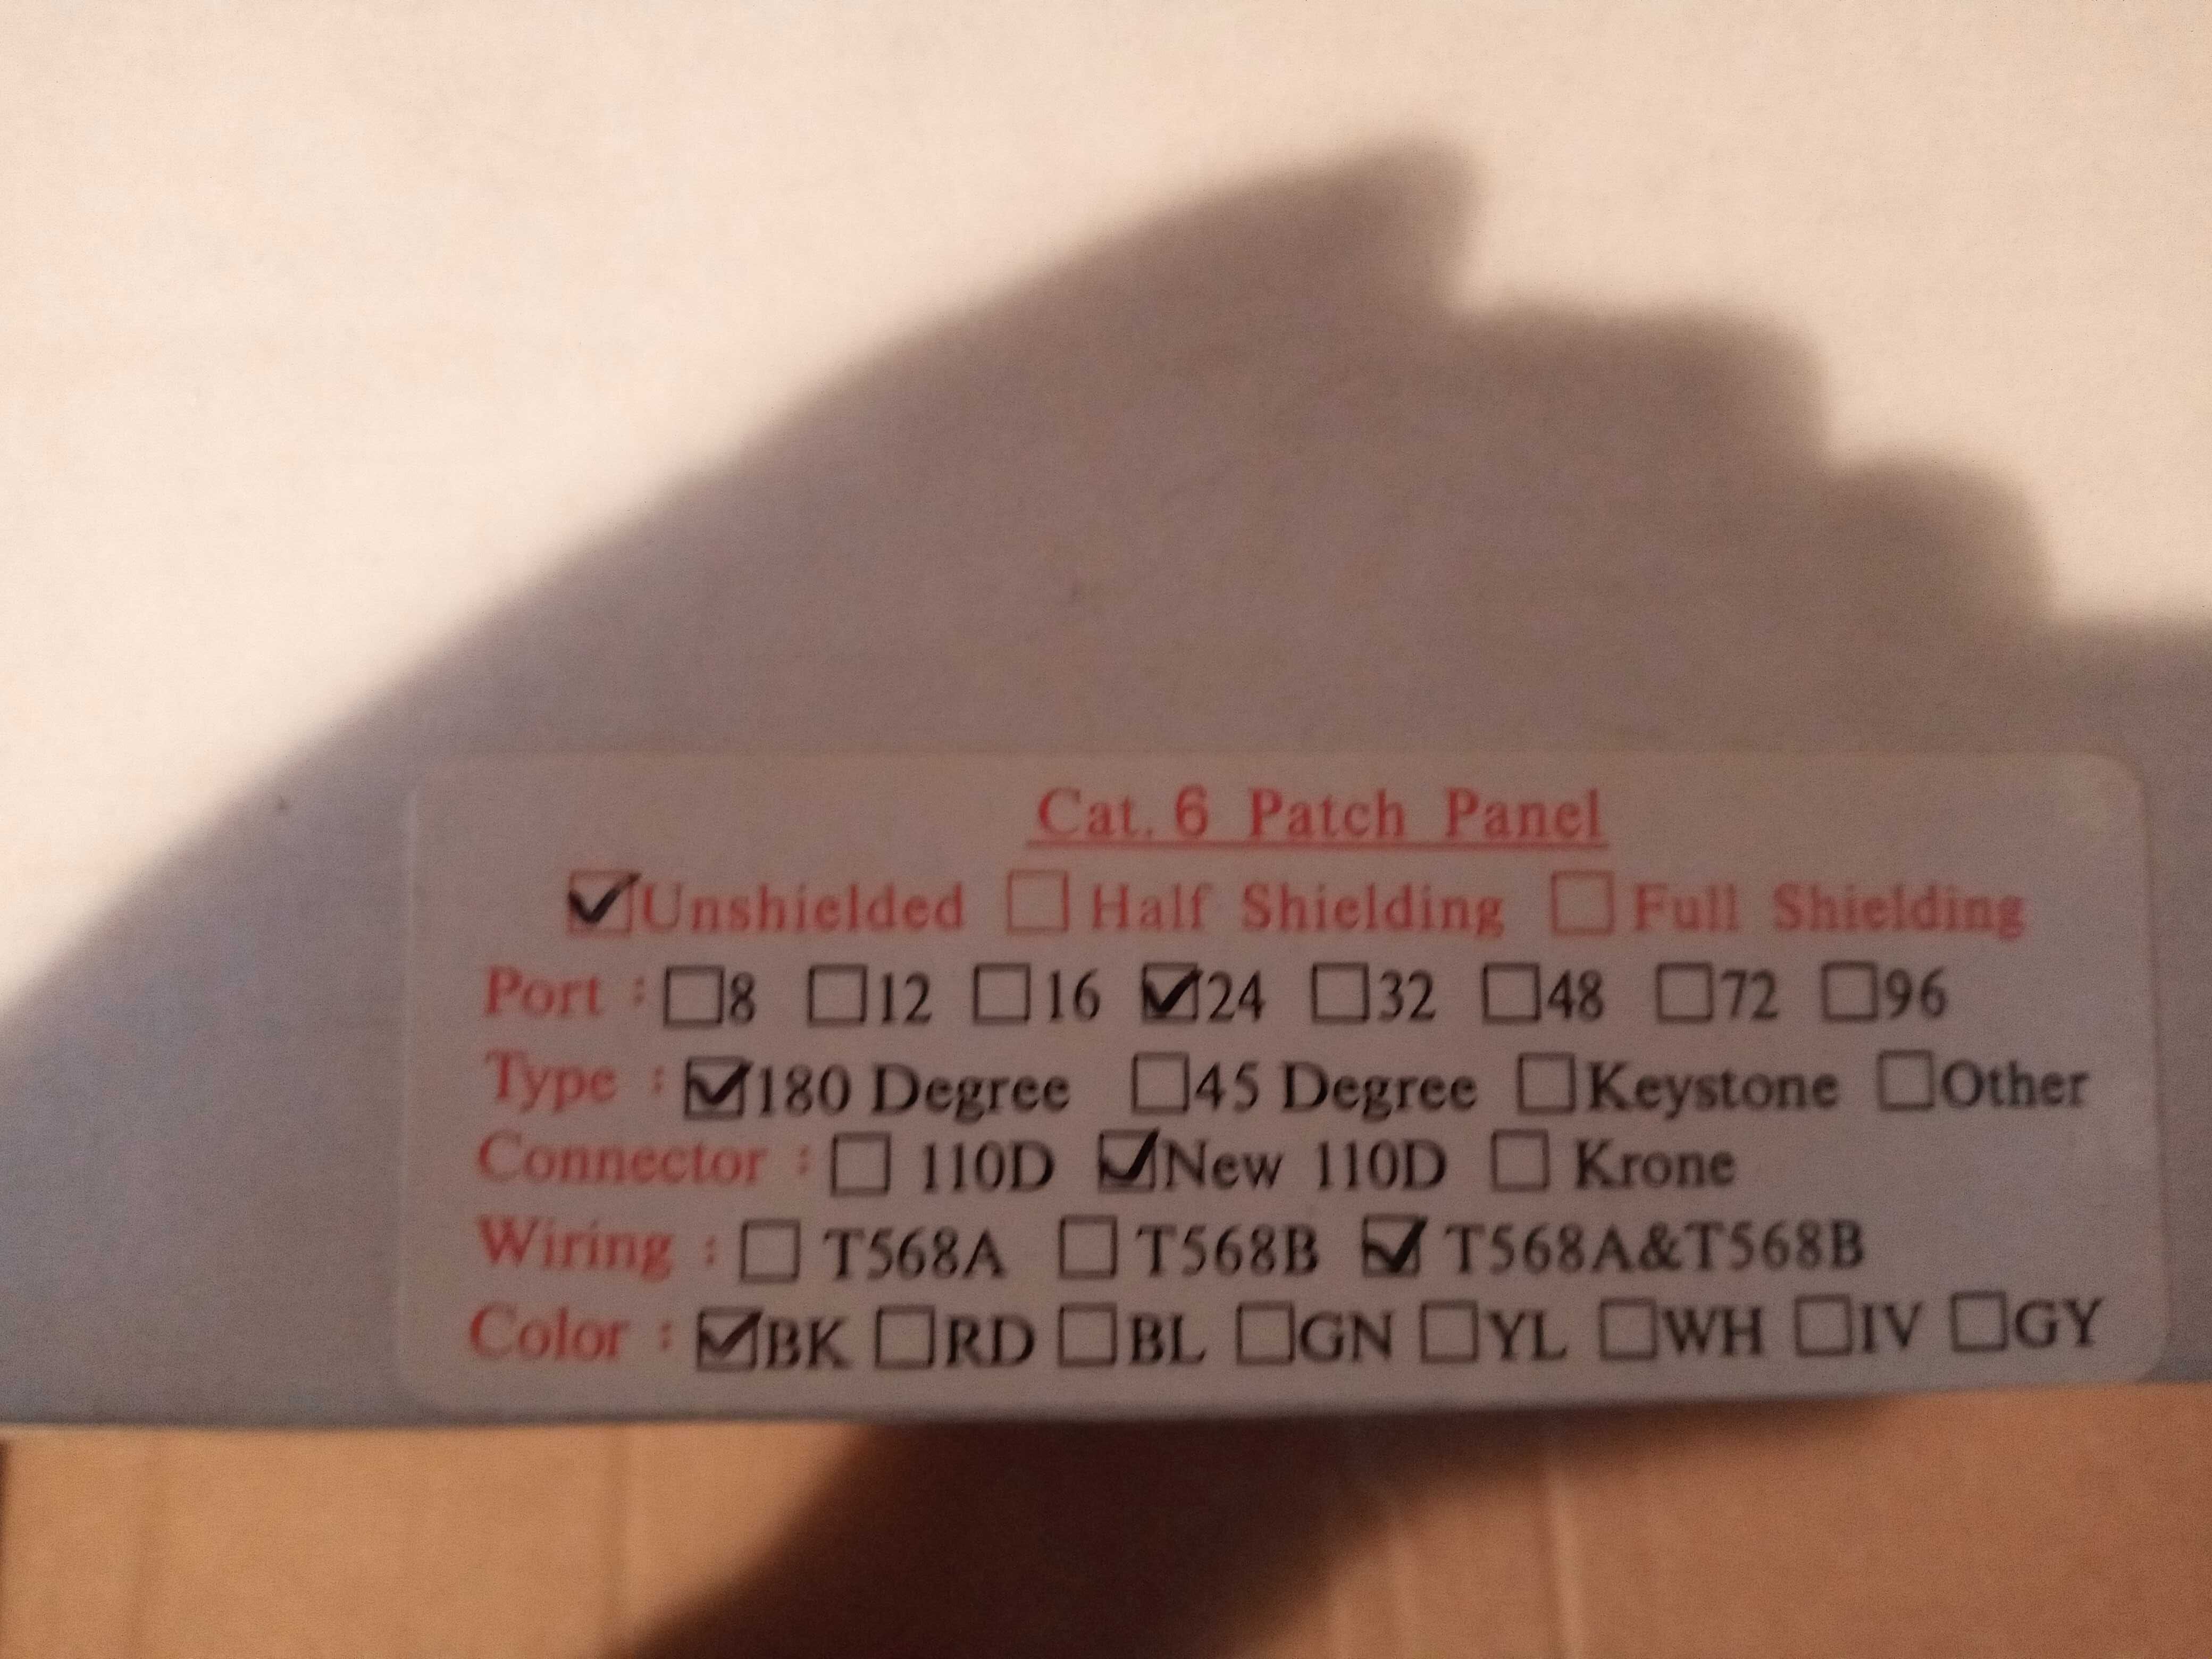 Cat. 6 Patch Panel
☑Unshielded ☐ Half Shielding ☐ Full Shielding
Port : ☐8 ☐12 ☐16 ☑24 ☐32 ☐48 ☐72 ☐96
Type : ☑180 Degree ☐45 Degree ☐Keystone ☐Other
Connector : ☐ 110D ☑New 110D ☐ Krone
Wiring : ☐ T568A ☐ T568B ☑ T568A&T568B
Color : ☑BK ☐RD ☐BL ☐GN ☐YL ☐WH ☐IV ☐GY